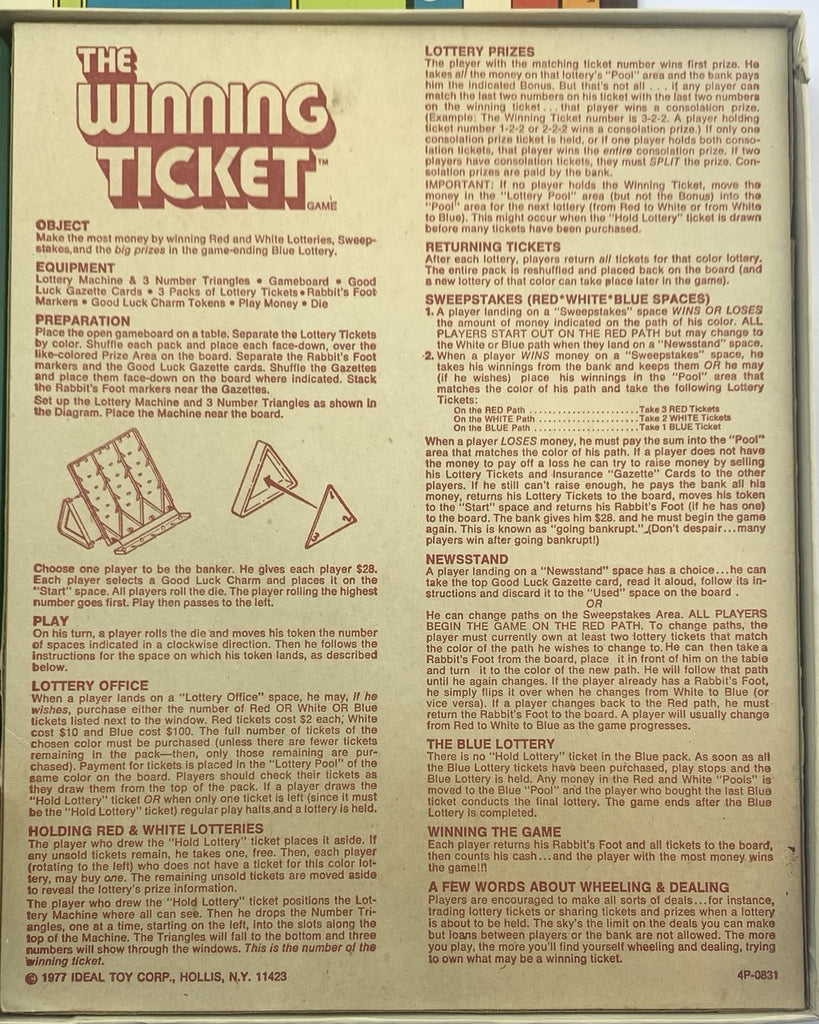 THE
WINNING
TICKET™
GAME
OBJECT
Make the most money by winning Red and White Lotteries, Sweep-
stakes,and the big prizes in the game-ending Blue Lottery.
EQUIPMENT
Lottery Machine & 3 Number Triangles • Gameboard • Good
Luck Gazette Cards • 3 Packs of Lottery Tickets • Rabbit's Foot
Markers • Good Luck Charm Tokens • Play Money • Die
PREPARATION
Place the open gameboard on a table. Separate the Lottery Tickets
by color. Shuffle each pack and place each face-down, over the
like-colored Prize Area on the board. Separate the Rabbit's Foot
markers and the Good Luck Gazette cards. Shuffle the Gazettes
and place them face-down on the board where indicated. Stack
the Rabbit's Foot markers near the Gazettes.
Set up the Lottery Machine and 3 Number Triangles as shown in
the Diagram. Place the Machine near the board.
3
2
1
Choose one player to be the banker. He gives each player $28.
Each player selects a Good Luck Charm and places it on the
"Start" space. All players roll the die. The player rolling the highest
number goes first. Play then passes to the left.
PLAY
On his turn, a player rolls the die and moves his token the number
of spaces indicated in a clockwise direction. Then he follows the
instructions for the space on which his token lands, as described
below.
LOTTERY OFFICE
When a player lands on a "Lottery Office" space, he may, if he
wishes, purchase either the number of Red OR White OR Blue
tickets listed next to the window. Red tickets cost $2 each, White
cost $10 and Blue cost $100. The full number of tickets of the
chosen color must be purchased (unless there are fewer tickets
remaining in the pack—then, only those remaining are pur-
chased). Payment for tickets is placed in the "Lottery Pool" of the
same color on the board. Players should check their tickets as
they draw them from the top of the pack. If a player draws the
"Hold Lottery" ticket OR when only one ticket is left (since it must
be the "Hold Lottery" ticket) regular play halts,and a lottery is held.
HOLDING RED & WHITE LOTTERIES
The player who drew the "Hold Lottery" ticket places it aside. If
any unsold tickets remain, he takes one, free. Then, each player
(rotating to the left) who does not have a ticket for this color lot-
tery, may buy one. The remaining unsold tickets are moved aside
to reveal the lottery's prize information.
The player who drew the "Hold Lottery" ticket positions the Lot-
tery Machine where all can see. Then he drops the Number Tri-
angles, one at a time, starting on the left, into the slots along the
top of the Machine. The Triangles will fall to the bottom and three
numbers will show through the windows. This is the number of the
winning ticket.
© 1977 IDEAL TOY CORP., HOLLIS, N.Y. 11423
LOTTERY PRIZES
The player with the matching ticket number wins first prize. He
takes all the money on that lottery's "Pool" area and the bank pays
him the indicated Bonus. But that's not all . . . if any player can
match the last two numbers on his ticket with the last two numbers
on the winning ticket . . . that player wins a consolation prize.
(Example: The Winning Ticket number is 3-2-2. A player holding
ticket number 1-2-2 or 2-2-2 wins a consolation prize.) If only one
consolation prize ticket is held, or if one player holds both conso-
lation tickets, that player wins the entire consolation prize. If two
players have consolation tickets, they must SPLIT the prize. Con-
solation prizes are paid by the bank.
IMPORTANT: If no player holds the Winning Ticket, move the
money in the "Lottery Pool" area (but not the Bonus) into the
"Pool" area for the next lottery (from Red to White or from White
to Blue). This might occur when the "Hold Lottery" ticket is drawn
before many tickets have been purchased.
RETURNING TICKETS
After each lottery, players return all tickets for that color lottery.
The entire pack is reshuffled and placed back on the board (and
a new lottery of that color can take place later in the game).
SWEEPSTAKES (RED*WHITE*BLUE SPACES)
1. A player landing on a "Sweepstakes" space WINS OR LOSES
the amount of money indicated on the path of his color. ALL
PLAYERS START OUT ON THE RED PATH but may change to
the White or Blue path when they land on a "Newsstand" space.
2. When a player WINS money on a "Sweepstakes" space, he
takes his winnings from the bank and keeps them OR he may
(if he wishes) place his winnings in the "Pool" area that
matches the color of his path and take the following Lottery
Tickets:
On the RED Path . . . . . . . . . . . . . . . . . . . . . . Take 3 RED Tickets
On the WHITE Path . . . . . . . . . . . . . . . . . . . . Take 2 WHITE Tickets
On the BLUE Path . . . . . . . . . . . . . . . . . . . . . Take 1 BLUE Ticket
When a player LOSES money, he must pay the sum into the "Pool"
area that matches the color of his path. If a player does not have
the money to pay off a loss he can try to raise money by selling
his Lottery Tickets and Insurance "Gazette" Cards to the other
players. If he still can't raise enough, he pays the bank all his
money, returns his Lottery Tickets to the board, moves his token
to the "Start" space and returns his Rabbit's Foot (if he has one)
to the board. The bank gives him $28. and he must begin the game
again. This is known as "going bankrupt." (Don't despair...many
players win after going bankrupt!)
NEWSSTAND
A player landing on a "Newsstand" space has a choice...he can
take the top Good Luck Gazette card, read it aloud, follow its in-
structions and discard it to the "Used" space on the board .
OR
He can change paths on the Sweepstakes Area. ALL PLAYERS
BEGIN THE GAME ON THE RED PATH. To change paths, the
player must currently own at least two lottery tickets that match
the color of the path he wishes to change to. He can then take a
Rabbit's Foot from the board, place it in front of him on the table
and turn it to the color of the new path. He will follow that path
until he again changes. If the player already has a Rabbit's Foot,
he simply flips it over when he changes from White to Blue (or
vice versa). If a player changes back to the Red path, he must
return the Rabbit's Foot to the board. A player will usually change
from Red to White to Blue as the game progresses.
THE BLUE LOTTERY
There is no "Hold Lottery" ticket in the Blue pack. As soon as all
the Blue Lottery tickets have been purchased, play stops and the
Blue Lottery is held. Any money in the Red and White "Pools" is
moved to the Blue "Pool" and the player who bought the last Blue
ticket conducts the final lottery. The game ends after the Blue
Lottery is completed.
WINNING THE GAME
Each player returns his Rabbit's Foot and all tickets to the board,
then counts his cash...and the player with the most money wins
the game!!!
A FEW WORDS ABOUT WHEELING & DEALING
Players are encouraged to make all sorts of deals...for instance,
trading lottery tickets or sharing tickets and prizes when a lottery
is about to be held. The sky's the limit on the deals you can make
but loans between players or the bank are not allowed. The more
you play, the more you'll find yourself wheeling and dealing, trying
to own what may be a winning ticket.
4P-0831